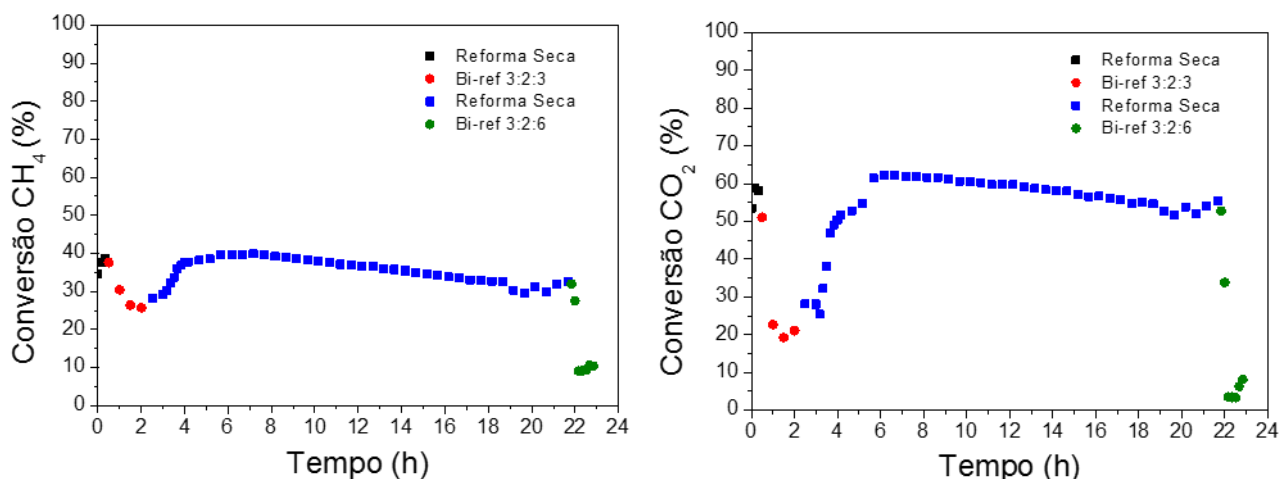 100
90
80
70
60
50
40
30
20
10
0
Conversão CH4 (%)
Reforma Seca
Bi-ref 3:2:3
Reforma Seca
Bi-ref 3:2:6
0 2 4 6 8 10 12 14 16 18 20 22 24
Tempo (h)
100
90
80
70
60
50
40
30
20
10
0
Conversão CO2 (%)
Reforma Seca
Bi-ref 3:2:3
Reforma Seca
Bi-ref 3:2:6
0 2 4 6 8 10 12 14 16 18 20 22 24
Tempo (h)